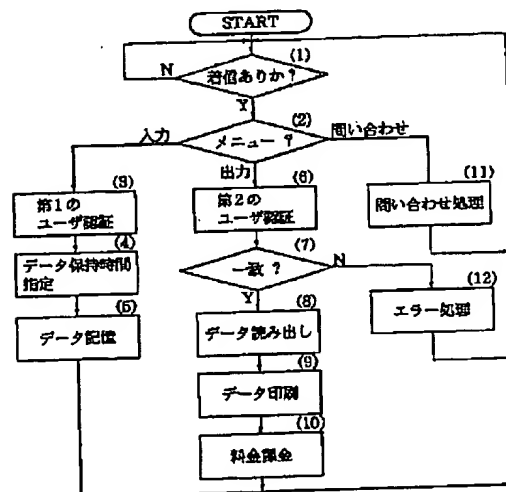 START
(1)
N
着信ありか?
Y
(2)
入力
メニュー?
問い合わせ
出力
(3)
(6)
(11)
第1の
ユーザ認証
第2の
ユーザ認証
問い合わせ処理
(4)
(7)
データ保持時間
指定
一致?
N
(12)
(5)
Y
(8)
エラー処理
データ記憶
データ読み出し
(9)
データ印刷
(10)
料金課金